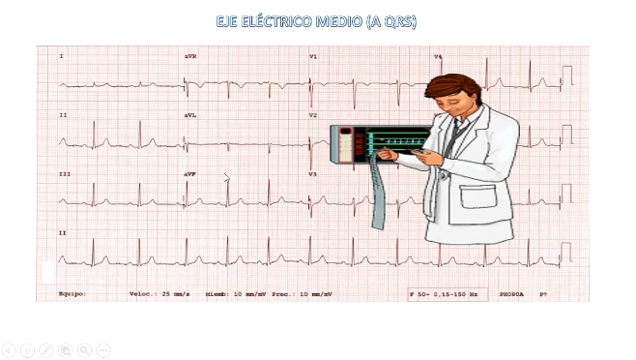 EJE ELÉCTRICO MEDIO (A QRS)
I aVR V1 V4
II aVL V2
III aVF V3
II
Equipo: Veloc.: 25 mm/s Miemb: 10 mm/mV Prec.: 10 mm/mV F 50~ 0,15-150 Hz PH080A P?